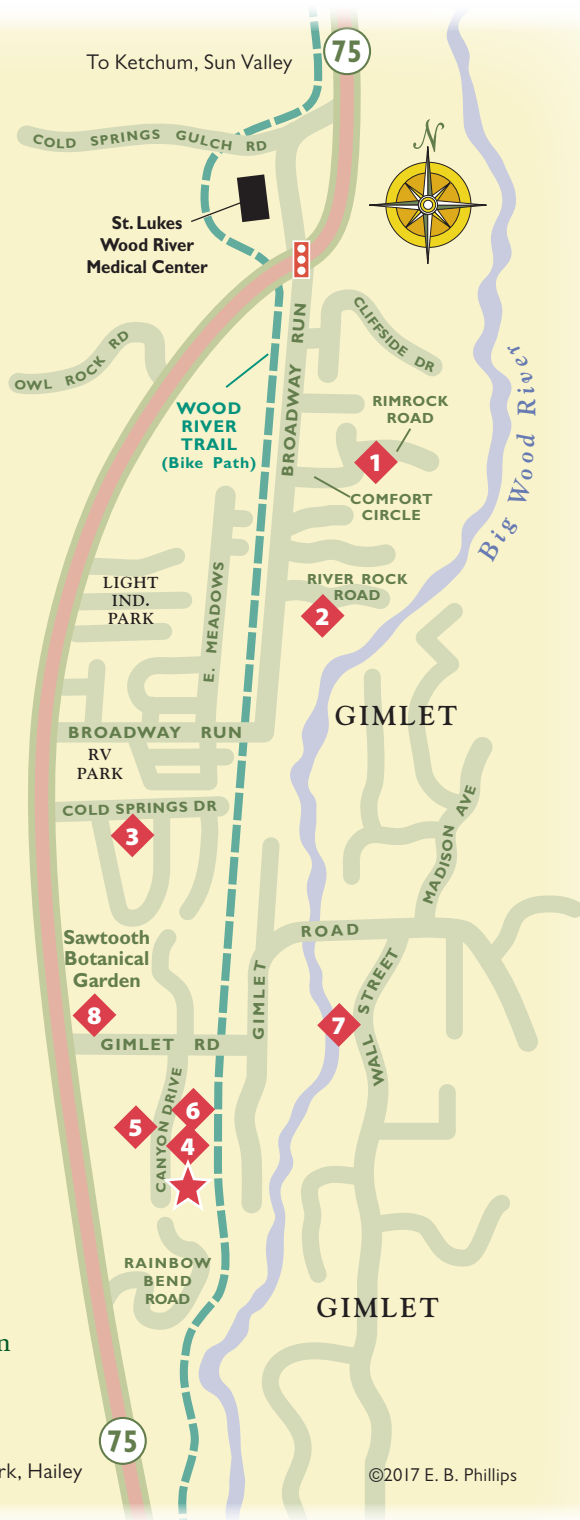 75
To Ketchum, Sun Valley
COLD SPRINGS GULCH RD
N
St. Lukes
Wood River
Medical Center
OWL ROCK RD
CLIFFSIDE DR
BROADWAY RUN
WOOD
RIVER
TRAIL
(Bike Path)
RIMROCK
ROAD
1
COMFORT
CIRCLE
Big Wood River
LIGHT
IND.
PARK
E. MEADOWS
RIVER ROCK
ROAD
2
GIMLET
BROADWAY RUN
RV
PARK
COLD SPRINGS DR
3
MADISON AVE
Sawtooth
Botanical
Garden
8
ROAD
GIMLET
WALL STREET
7
GIMLET RD
CANYON DRIVE
6
5
4
RAINBOW
BEND
ROAD
GIMLET
75
©2017 E. B. Phillips
Hailey